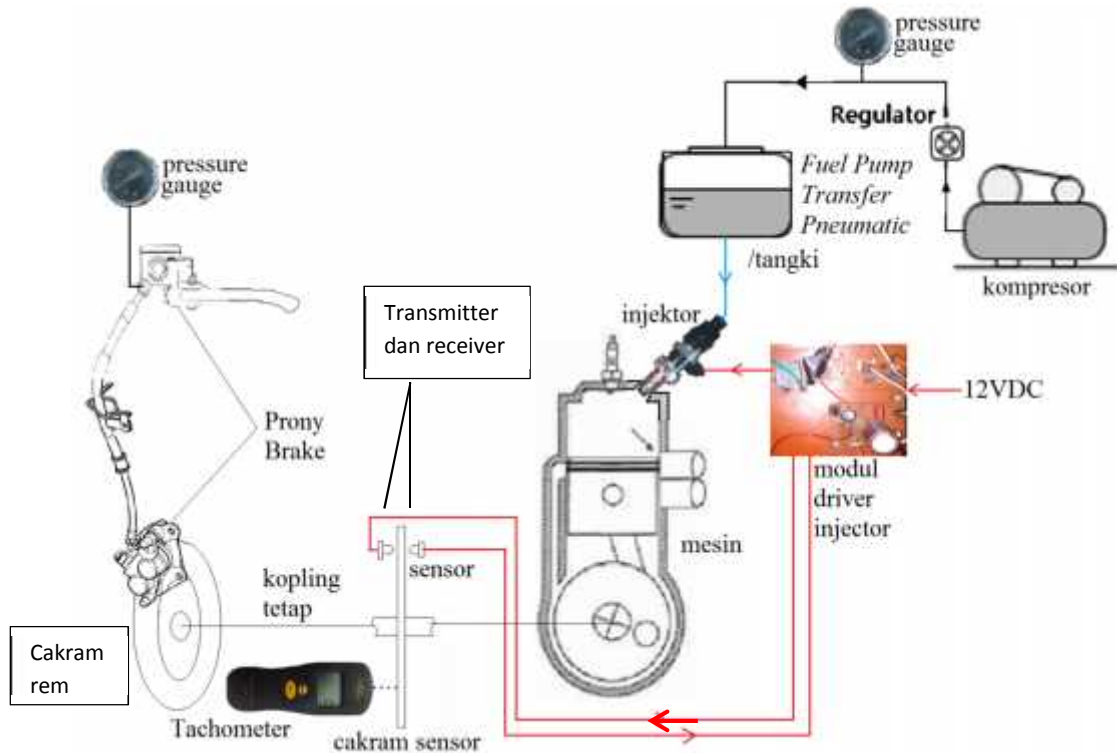 pressure
gauge
Regulator
Fuel Pump
Transfer
Pneumatic
/tangki
kompresor
pressure
gauge
Transmitter
dan receiver
injektor
12VDC
Prony
Brake
modul
driver
injector
mesin
sensor
kopling
tetap
Cakram
rem
Tachometer
cakram sensor